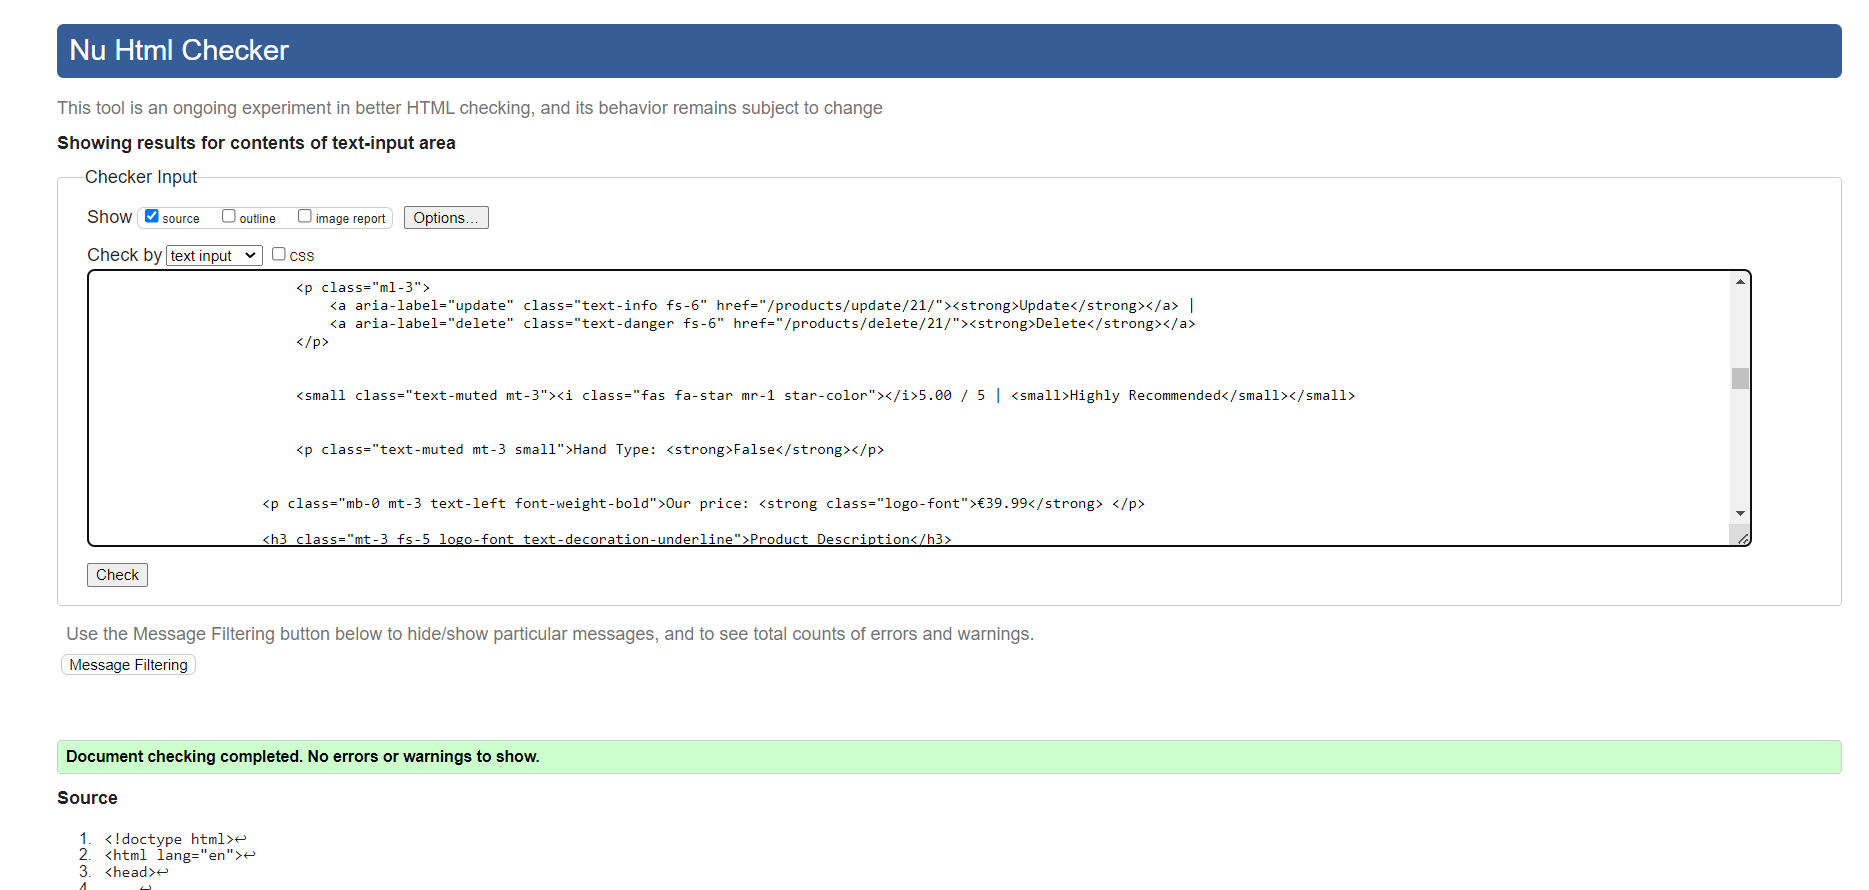 Nu Html Checker
This tool is an ongoing experiment in better HTML checking, and its behavior remains subject to change
Showing results for contents of text-input area
Checker Input
Show source outline image report Options...
Check by text input css
<p class="ml-3">
<a aria-label="update" class="text-info fs-6" href="/products/update/21/"><strong>Update</strong></a> |
<a aria-label="delete" class="text-danger fs-6" href="/products/delete/21/"><strong>Delete</strong></a>
</p>
<small class="text-muted mt-3"><i class="fas fa-star mr-1 star-color"></i>5.00 / 5 | <small>Highly Recommended</small></small>
<p class="text-muted mt-3 small">Hand Type: <strong>False</strong></p>
<p class="mb-0 mt-3 text-left font-weight-bold">Our price: <strong class="logo-font">€39.99</strong> </p>
<h3 class="mt-3 fs-5 logo-font text-decoration-underline">Product Description</h3>
Check
Use the Message Filtering button below to hide/show particular messages, and to see total counts of errors and warnings.
Message Filtering
Document checking completed. No errors or warnings to show.
Source
1. <!doctype html>↩
2. <html lang="en">↩
3. <head>↩
4. ↩